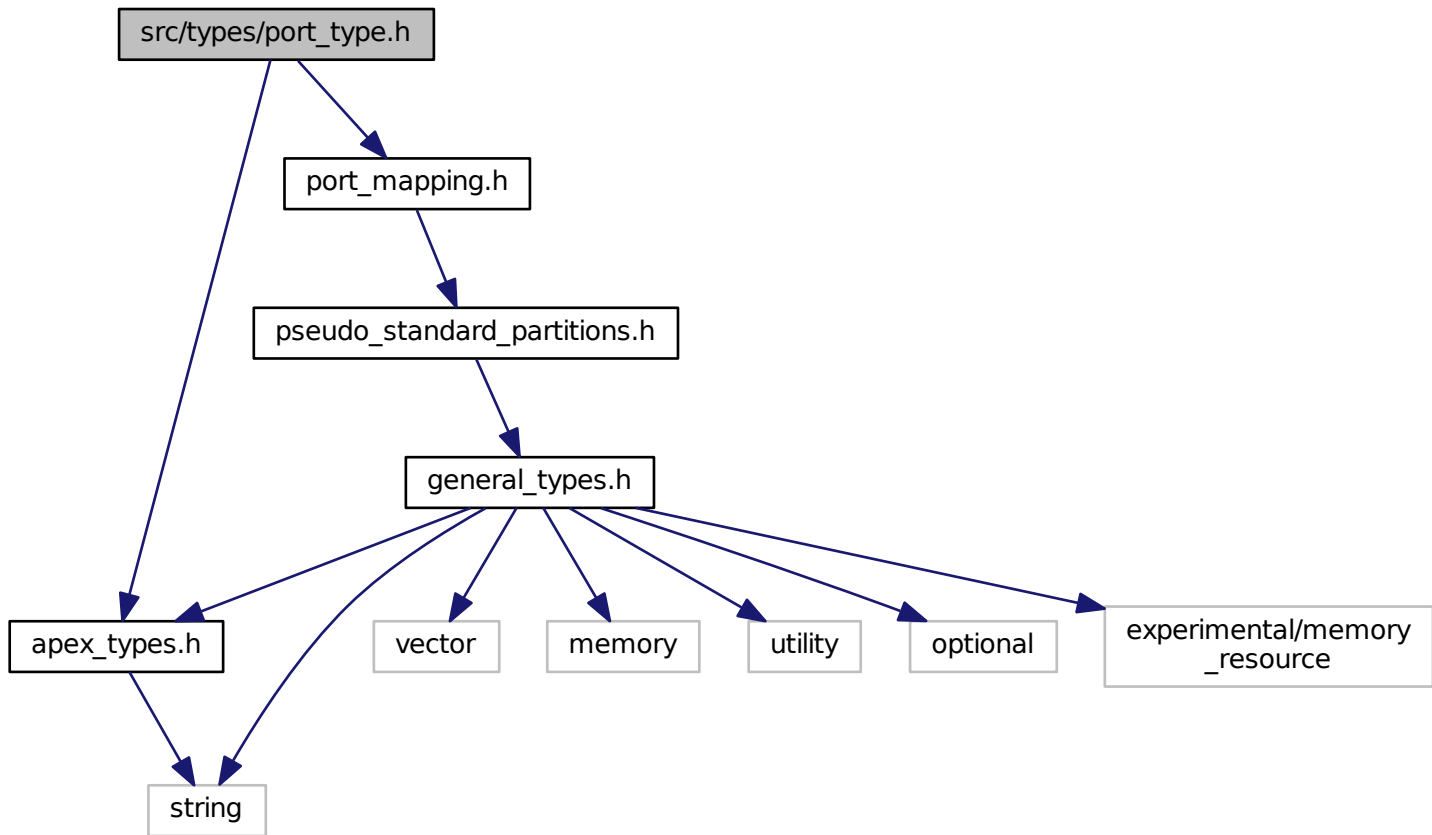 src/types/port_type.h
port_mapping.h
pseudo_standard_partitions.h
general_types.h
apex_types.h
vector
memory
utility
optional
experimental/memory
_resource
string